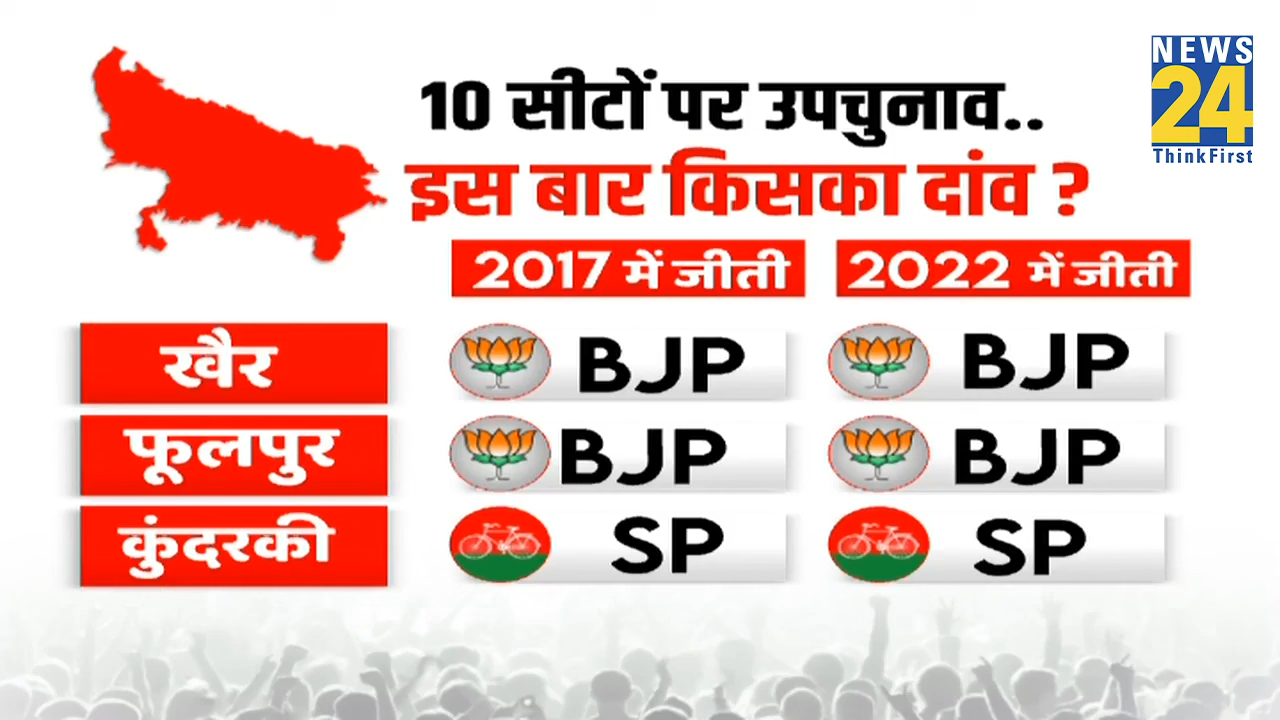 NEWS
24
ThinkFirst
10 सीटों पर उपचुनाव..
इस बार किसका दांव ?
2017 में जीती 2022 में जीती
खैर BJP BJP
फूलपुर BJP BJP
कुंदरकी SP SP